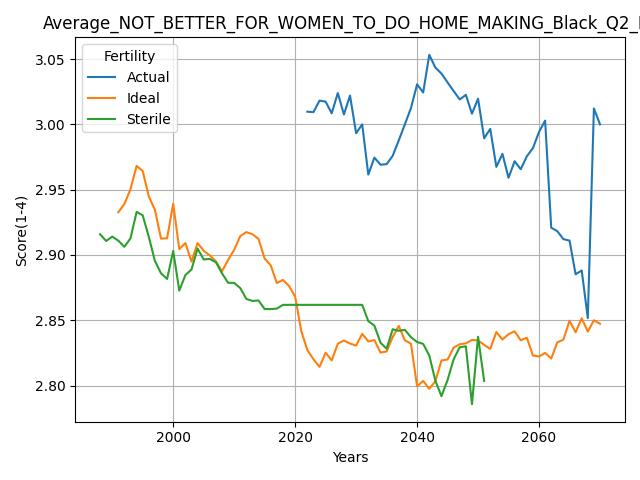 Average_NOT_BETTER_FOR_WOMEN_TO_DO_HOME_MAKING_Black_Q2_
Fertility
Actual
Ideal
Sterile
Score(1-4)
3.05
3.00
2.95
2.90
2.85
2.80
2000
2020
2040
2060
Years